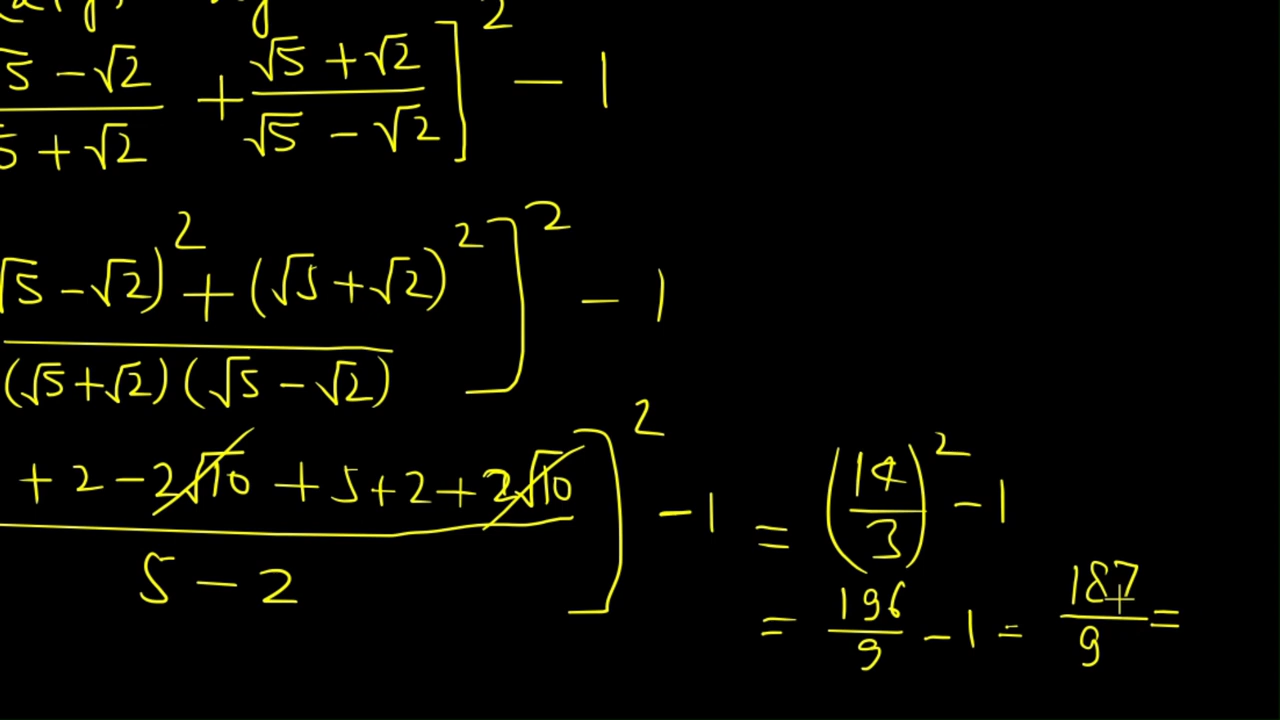 √5 − √2 / √5 + √2 + √5 + √2 / √5 − √2 ]² − 1
√5 − √2)² + (√5 + √2)² / (√5 + √2)(√5 − √2) ]² − 1
+ 2 − 2√10 + 5 + 2 + 2√10 / 5 − 2 ]² − 1 = (14/3)² − 1
= 196/9 − 1 = 187/9 =